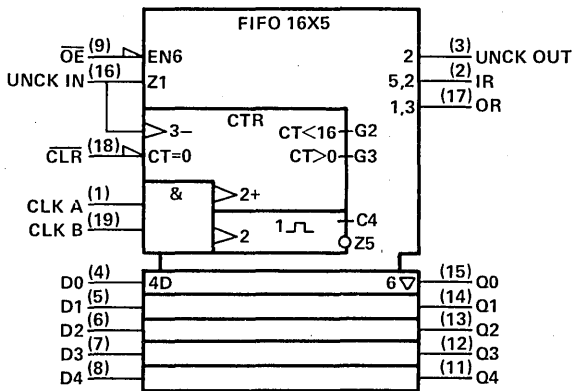 FIFO 16X5
OE (9) EN6 2 (3) UNCK OUT
UNCK IN (16) Z1 5,2 (2) IR
1,3 (17) OR
CTR
3– CT<16 G2
CLR (18) CT=0 CT>0 G3
CLK A (1) & 2+
CLK B (19) 2 1 C4
Z5
D0 (4) 4D 6 ▽ (15) Q0
D1 (5) (14) Q1
D2 (6) (13) Q2
D3 (7) (12) Q3
D4 (8) (11) Q4